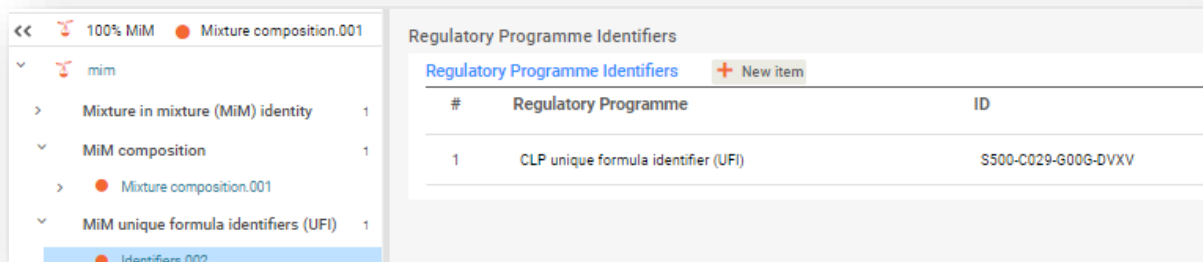 << 100% MiM Mixture composition.001
mim
Mixture in mixture (MiM) identity 1
MiM composition 1
Mixture composition.001
MiM unique formula identifiers (UFI) 1
Identifiers.002
Regulatory Programme Identifiers
Regulatory Programme Identifiers + New item
# Regulatory Programme ID
1 CLP unique formula identifier (UFI) S500-C029-G00G-DVXV